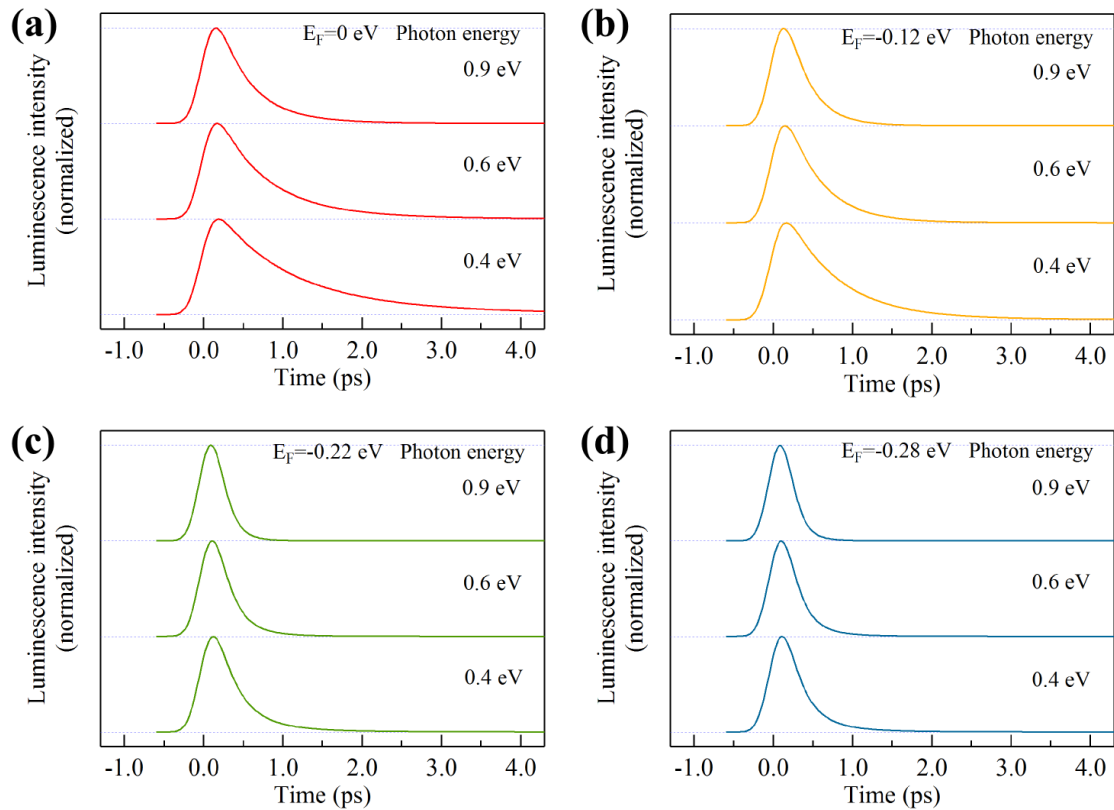 (a)
E_F=0 eV Photon energy
0.9 eV
0.6 eV
0.4 eV
Luminescence intensity
(normalized)
-1.0 0.0 1.0 2.0 3.0 4.0
Time (ps)
(b)
E_F=-0.12 eV Photon energy
0.9 eV
0.6 eV
0.4 eV
Luminescence intensity
(normalized)
-1.0 0.0 1.0 2.0 3.0 4.0
Time (ps)
(c)
E_F=-0.22 eV Photon energy
0.9 eV
0.6 eV
0.4 eV
Luminescence intensity
(normalized)
-1.0 0.0 1.0 2.0 3.0 4.0
Time (ps)
(d)
E_F=-0.28 eV Photon energy
0.9 eV
0.6 eV
0.4 eV
Luminescence intensity
(normalized)
-1.0 0.0 1.0 2.0 3.0 4.0
Time (ps)